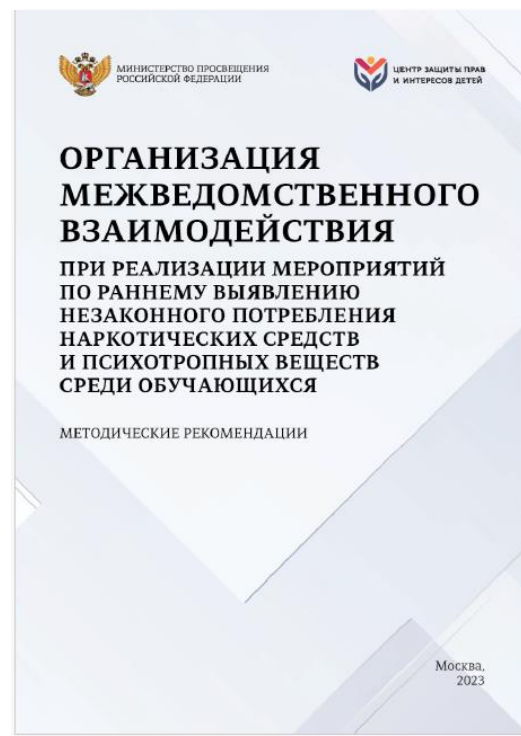 МИНИСТЕРСТВО ПРОСВЕЩЕНИЯ
РОССИЙСКОЙ ФЕДЕРАЦИИ
ЦЕНТР ЗАЩИТЫ ПРАВ
И ИНТЕРЕСОВ ДЕТЕЙ
ОРГАНИЗАЦИЯ
МЕЖВЕДОМСТВЕННОГО
ВЗАИМОДЕЙСТВИЯ
ПРИ РЕАЛИЗАЦИИ МЕРОПРИЯТИЙ
ПО РАННЕМУ ВЫЯВЛЕНИЮ
НЕЗАКОННОГО ПОТРЕБЛЕНИЯ
НАРКОТИЧЕСКИХ СРЕДСТВ
И ПСИХОТРОПНЫХ ВЕЩЕСТВ
СРЕДИ ОБУЧАЮЩИХСЯ
МЕТОДИЧЕСКИЕ РЕКОМЕНДАЦИИ
Москва,
2023